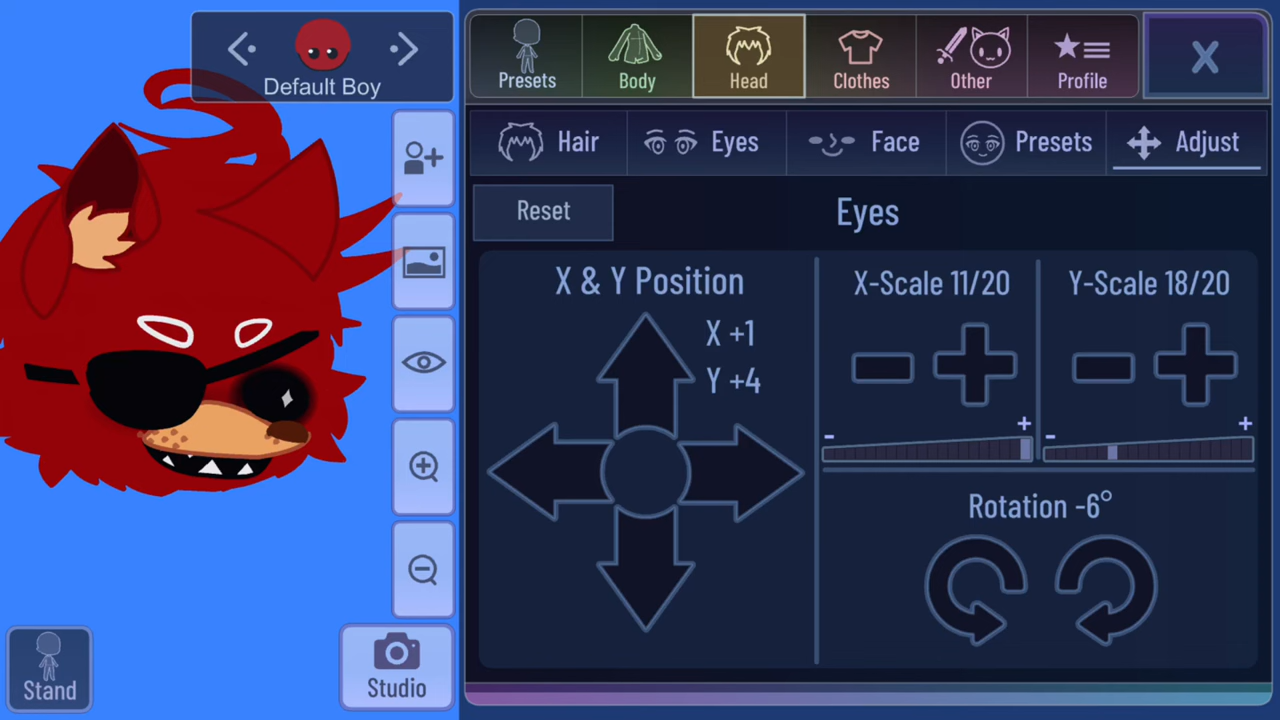 Default Boy
Stand
Studio
Presets
Body
Head
Clothes
Other
Profile
X
Hair
Eyes
Face
Presets
Adjust
Reset
Eyes
X & Y Position
X +1
Y +4
X-Scale 11/20
Y-Scale 18/20
- +
- +
Rotation -6°